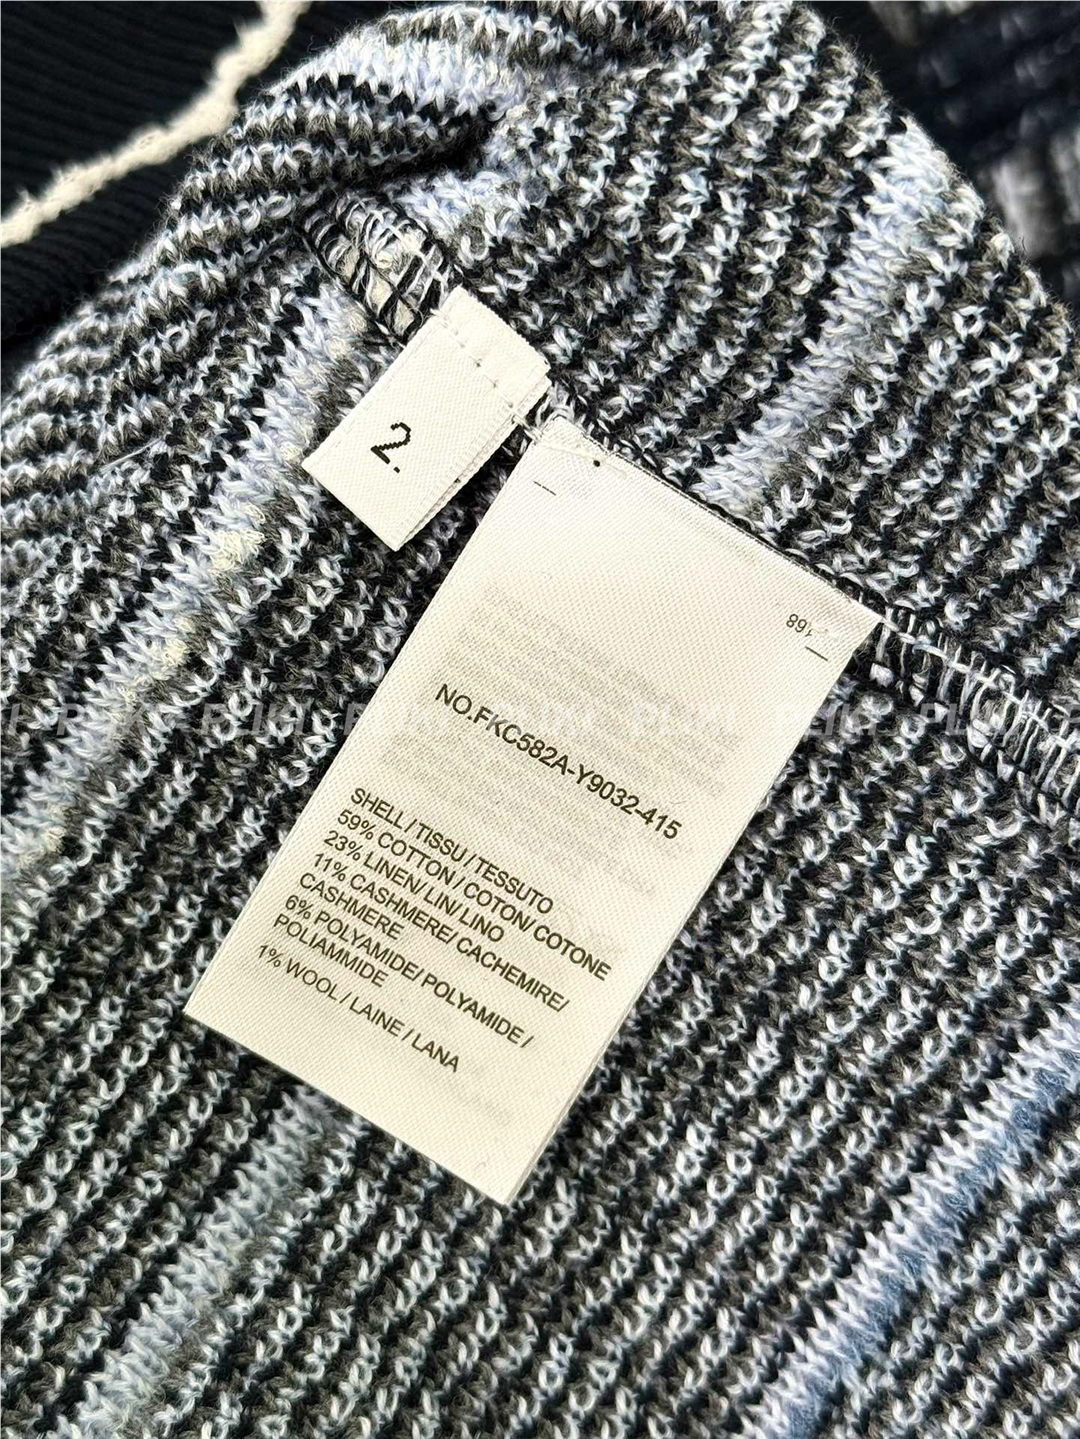 2.
168
NO.FKC582A-Y9032-415
SHELL / TISSU / TESSUTO
59% COTTON / COTON/ COTONE
23% LINEN/ LIN/ LINO
11% CASHMERE/ CACHEMIRE/
CASHMERE
6% POLYAMIDE/ POLYAMIDE /
POLIAMMIDE
1% WOOL / LAINE / LANA